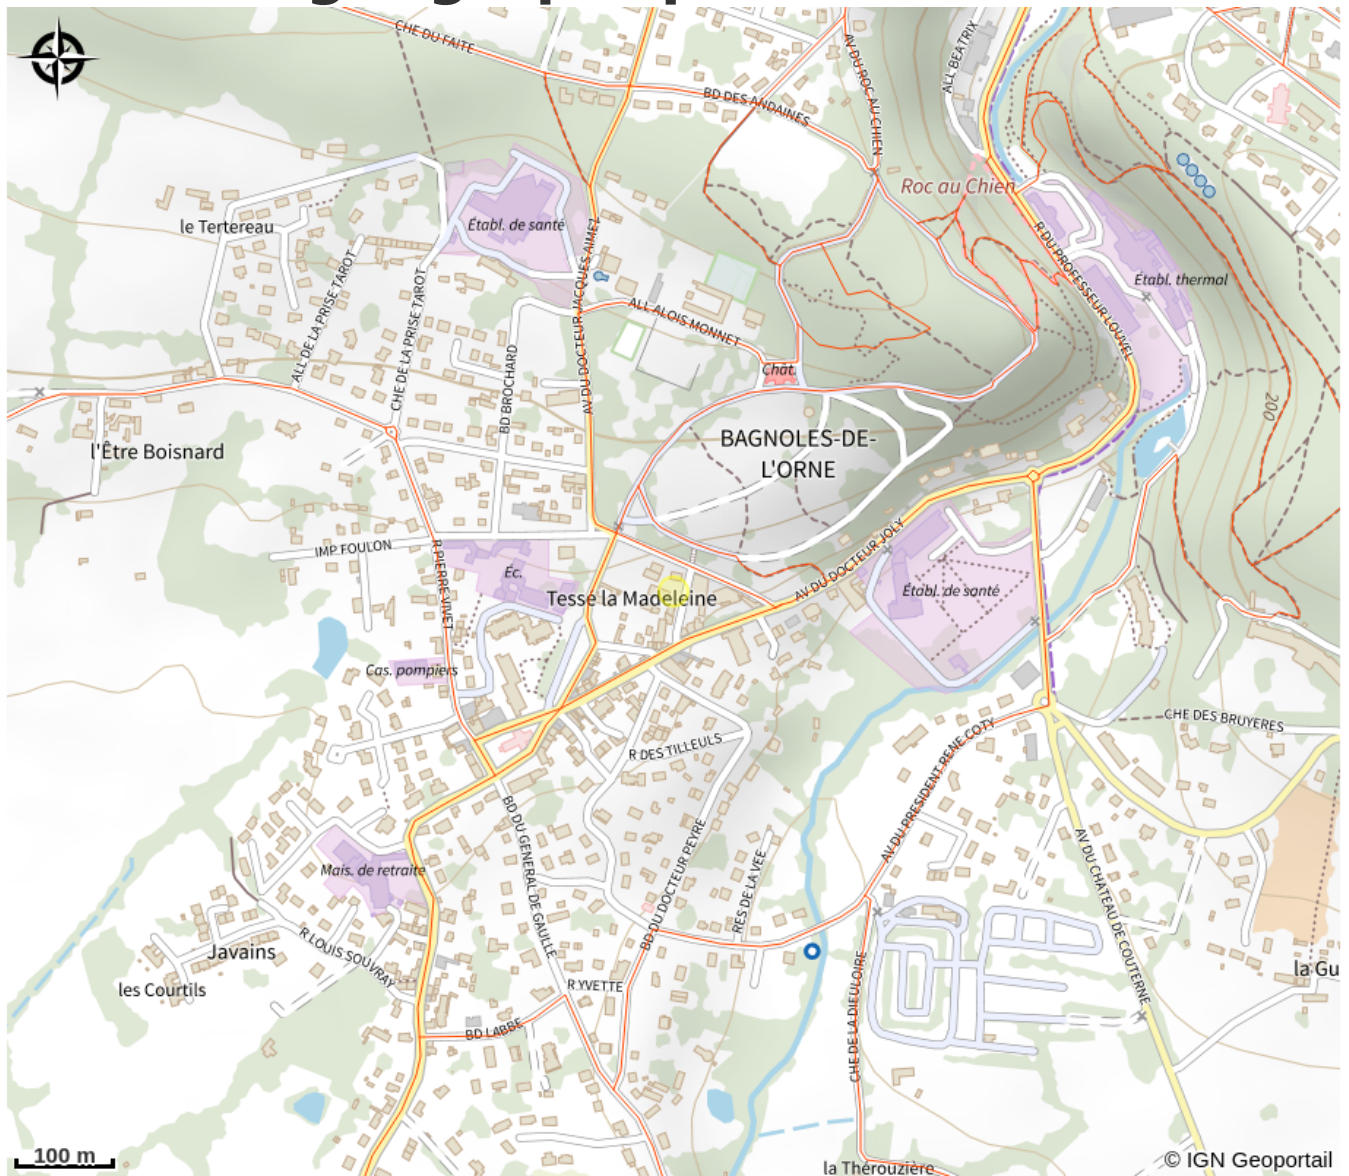 CHE DU FAITE
BD DES ANDAINES
AV DU ROC AU CHIEN
ALL BEATRIX
Roc au Chien
le Tertereau
Établ. de santé
R DU PROFESSEUR LOUVEL
Établ. thermal
ALL DE LA PRISE TAROT
CHE DE LA PRISE TAROT
AV DU DOCTEUR JACQUES AIMEZ
ALL ALOIS MONNET
BD BROCHARD
Chât.
200
l'Être Boisnard
BAGNOLES-DE-
L'ORNE
IMP FOULON
R PIERRE VIVET
Éc.
Tesse la Madeleine
AV DU DOCTEUR JOLY
Établ. de santé
Cas. pompiers
CHE DES BRUYERES
R DES TILLEULS
AV DU PRESIDENT RENE COTY
BD DU GENERAL DE GAULLE
BD DU DOCTEUR PEYRE
RES DE LA VEE
AV DU CHATEAU DE COUTERNE
Mais. de retraite
R LOUIS SOUVRAY
Javains
les Courtils
R YVETTE
BD LABBE
CHE DE LA DIEULOIRE
la Gu
100 m
la Thérouzière
© IGN Geoportail